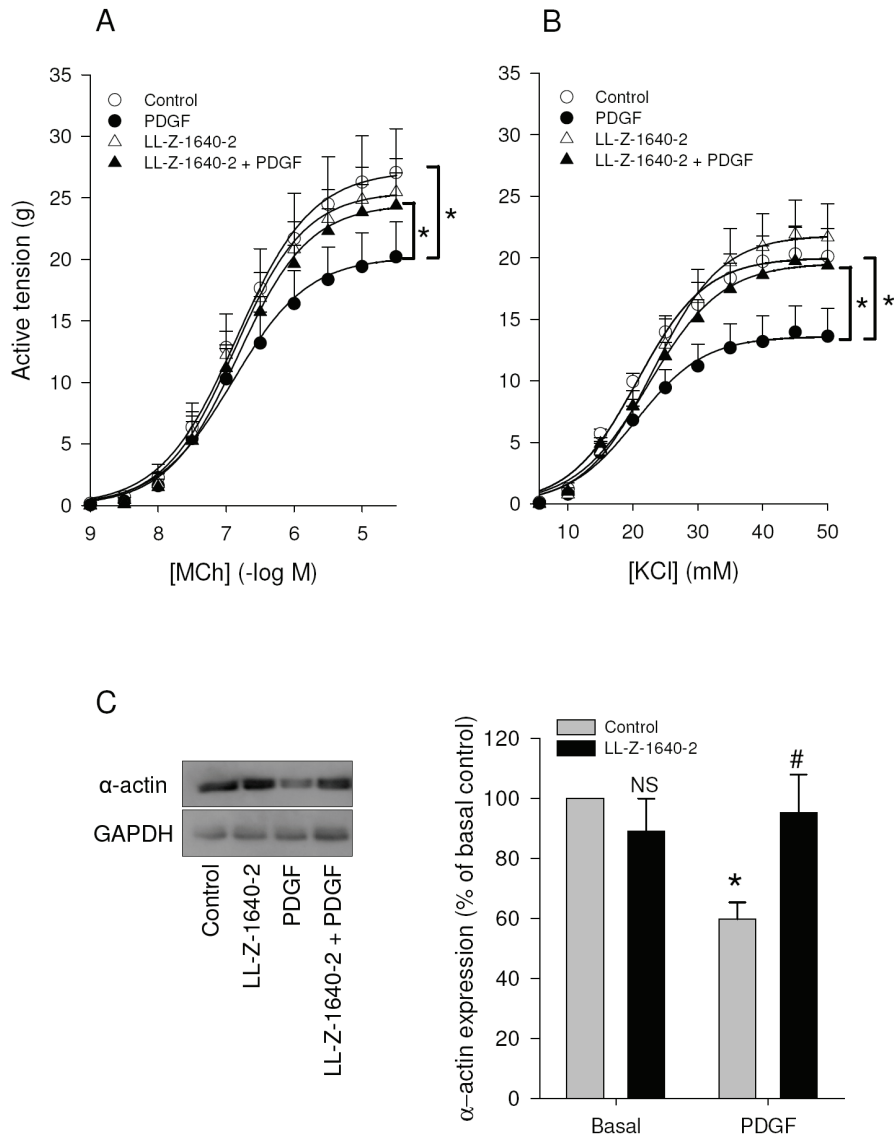 A
35
30
25
20
15
10
5
0
Active tension (g)
Control
PDGF
LL-Z-1640-2
LL-Z-1640-2 + PDGF
*
*
9 8 7 6 5
[MCh] (-log M)
B
35
30
25
20
15
10
5
0
Control
PDGF
LL-Z-1640-2
LL-Z-1640-2 + PDGF
*
*
10 20 30 40 50
[KCl] (mM)
C
α-actin
GAPDH
Control
LL-Z-1640-2
PDGF
LL-Z-1640-2 + PDGF
α–actin expression (% of basal control)
120
100
80
60
40
20
0
Control
LL-Z-1640-2
NS
*
#
Basal PDGF